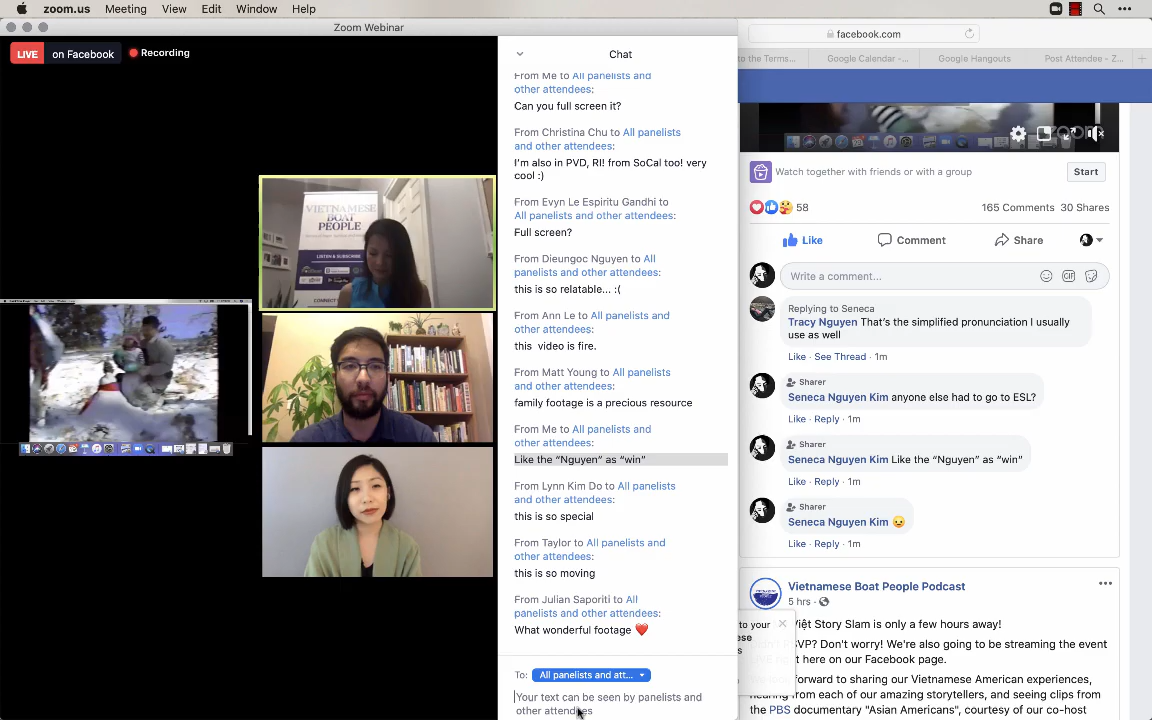 zoom.us Meeting View Edit Window Help
Zoom Webinar
LIVE on Facebook Recording
VIETNAMESE
BOAT
PEOPLE
LISTEN & SUBSCRIBE
Chat
From Me to All panelists and
other attendees:
Can you full screen it?
From Christina Chu to All panelists
and other attendees:
I'm also in PVD, RI! from SoCal too! very
cool :)
From Evyn Le Espiritu Gandhi to
All panelists and other attendees:
Full screen?
From Dieungoc Nguyen to All
panelists and other attendees:
this is so relatable... :(
From Ann Le to All panelists and
other attendees:
this video is fire.
From Matt Young to All panelists and
other attendees:
family footage is a precious resource
From Me to All panelists and
other attendees:
Like the “Nguyen” as “win”
From Lynn Kim Do to All panelists
and other attendees:
this is so special
From Taylor to All panelists and
other attendees:
this is so moving
From Julian Saporiti to All
panelists and other attendees:
What wonderful footage ❤️
To: All panelists and att...
Your text can be seen by panelists and
other attendees
facebook.com
to the Terms... Google Calendar -... Google Hangouts Post Attendee - Z...
zoom
Watch together with friends or with a group Start
58 165 Comments 30 Shares
Like Comment Share
Write a comment...
GIF
Replying to Seneca
Tracy Nguyen That's the simplified pronunciation I usually
use as well
Like · See Thread · 1m
Sharer
Seneca Nguyen Kim anyone else had to go to ESL?
Like · Reply · 1m
Sharer
Seneca Nguyen Kim Like the “Nguyen” as “win”
Like · Reply · 1m
Sharer
Seneca Nguyen Kim 😉
Like · Reply · 1m
Vietnamese Boat People Podcast
5 hrs ·
Việt Story Slam is only a few hours away!
to your
VP? Don't worry! We're also going to be streaming the event
here on our Facebook page.
forward to sharing our Vietnamese American experiences,
from each of our amazing storytellers, and seeing clips from
the PBS documentary "Asian Americans", courtesy of our co-host